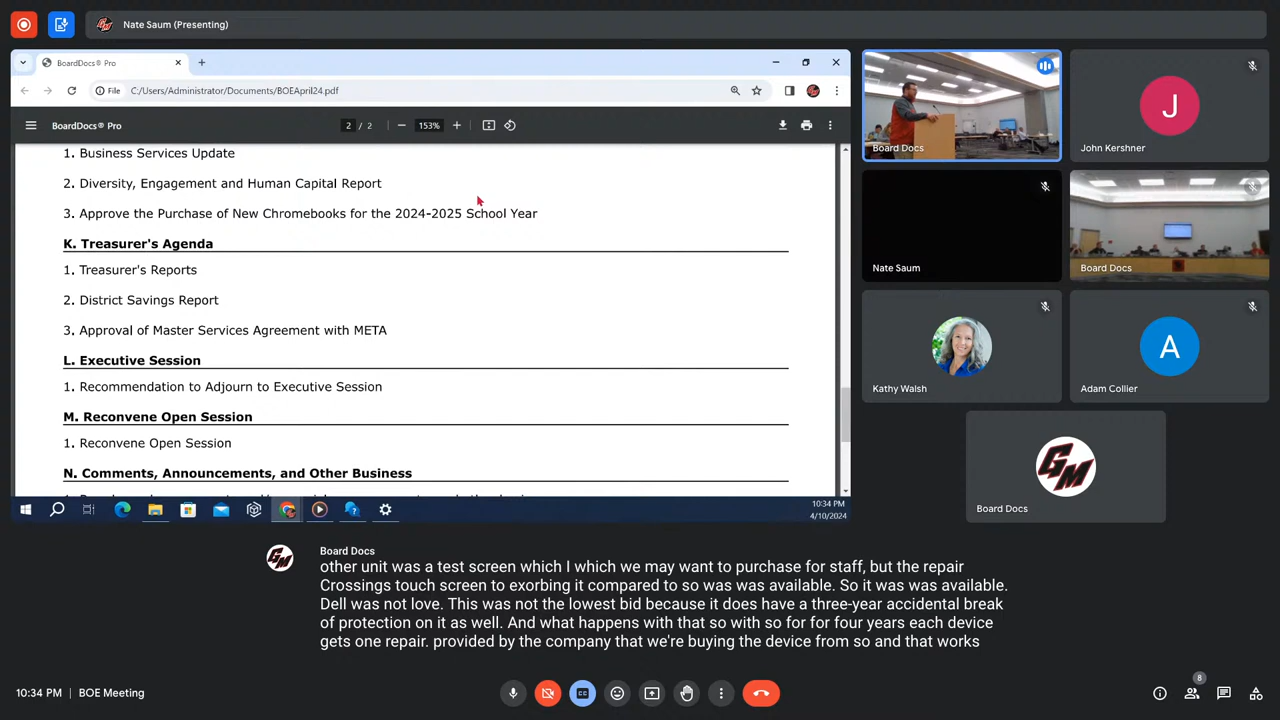 Nate Saum (Presenting)
BoardDocs® Pro
File C:/Users/Administrator/Documents/BOEApril24.pdf
BoardDocs® Pro
2 / 2
153%
1. Business Services Update
2. Diversity, Engagement and Human Capital Report
3. Approve the Purchase of New Chromebooks for the 2024-2025 School Year
K. Treasurer's Agenda
1. Treasurer's Reports
2. District Savings Report
3. Approval of Master Services Agreement with META
L. Executive Session
1. Recommendation to Adjourn to Executive Session
M. Reconvene Open Session
1. Reconvene Open Session
N. Comments, Announcements, and Other Business
10:34 PM
4/10/2024
Board Docs
J
John Kershner
Nate Saum
Board Docs
Kathy Walsh
A
Adam Collier
GM
Board Docs
Board Docs
other unit was a test screen which I which we may want to purchase for staff, but the repair
Crossings touch screen to exorbing it compared to so was was available. So it was was available.
Dell was not love. This was not the lowest bid because it does have a three-year accidental break
of protection on it as well. And what happens with that so with so for for four years each device
gets one repair. provided by the company that we're buying the device from so and that works
10:34 PM
BOE Meeting
CC
8